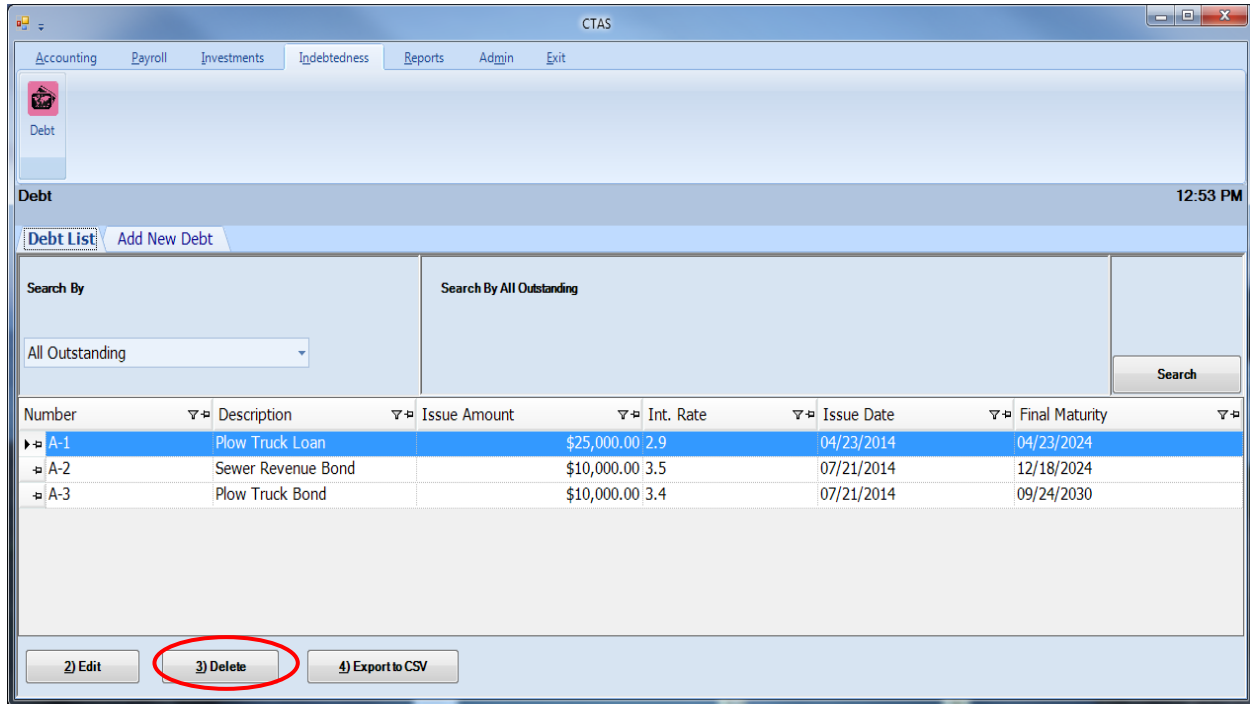 CTAS
Accounting Payroll Investments Indebtedness Reports Admin Exit
Debt
Debt 12:53 PM
Debt List Add New Debt
Search By Search By All Outstanding
All Outstanding
Search
Number Description Issue Amount Int. Rate Issue Date Final Maturity
A-1 Plow Truck Loan $25,000.00 2.9 04/23/2014 04/23/2024
A-2 Sewer Revenue Bond $10,000.00 3.5 07/21/2014 12/18/2024
A-3 Plow Truck Bond $10,000.00 3.4 07/21/2014 09/24/2030
2) Edit 3) Delete 4) Export to CSV